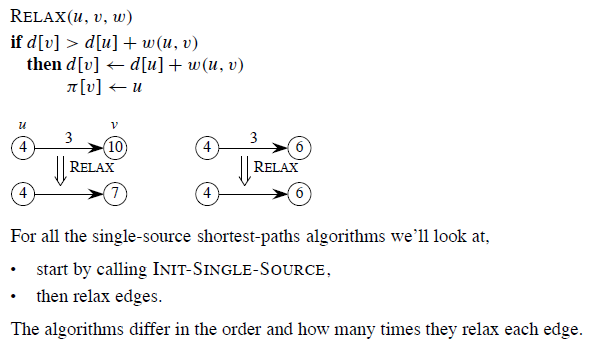 RELAX(u, v, w)
if d[v] > d[u] + w(u, v)
then d[v] ← d[u] + w(u, v)
π[v] ← u
u v
4 3 10 4 3 6
RELAX RELAX
4 7 4 6
For all the single-source shortest-paths algorithms we'll look at,
• start by calling INIT-SINGLE-SOURCE,
• then relax edges.
The algorithms differ in the order and how many times they relax each edge.